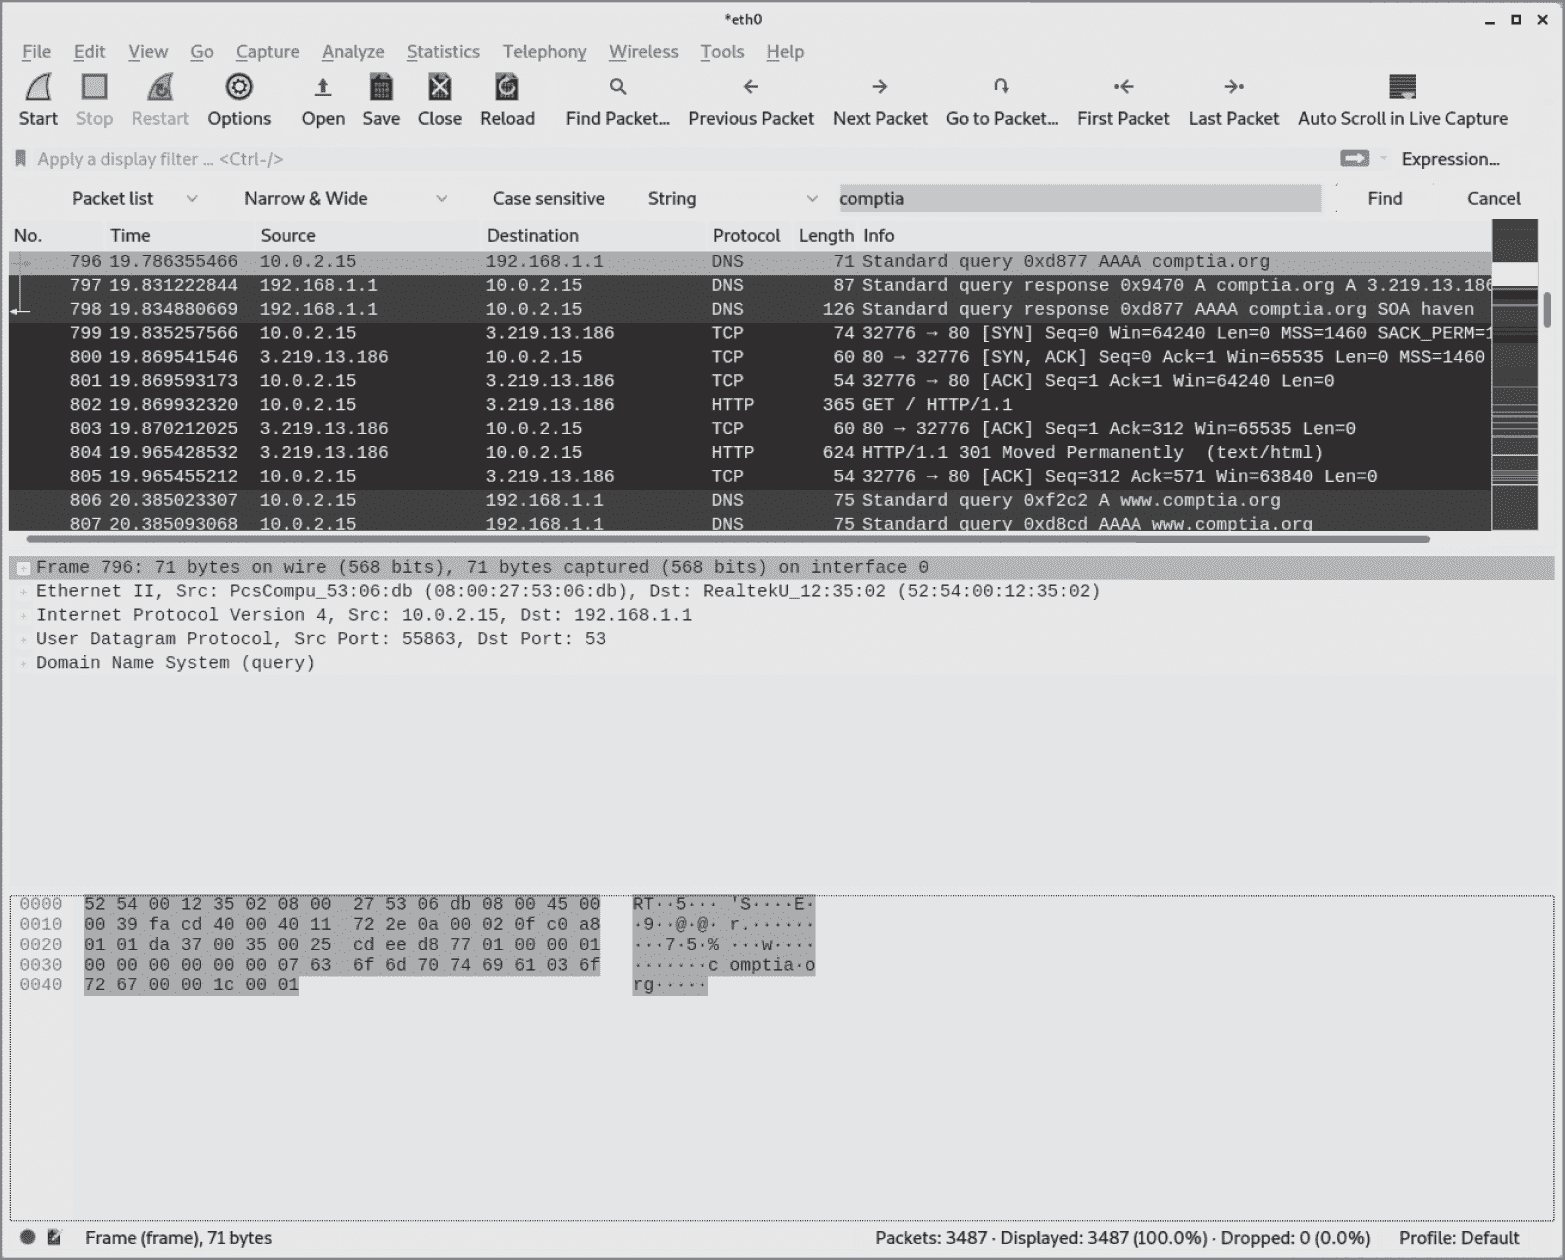 *eth0
File Edit View Go Capture Analyze Statistics Telephony Wireless Tools Help
Start Stop Restart Options Open Save Close Reload Find Packet... Previous Packet Next Packet Go to Packet... First Packet Last Packet Auto Scroll in Live Capture
Apply a display filter ... <Ctrl-/> Expression...
Packet list Narrow & Wide Case sensitive String comptia Find Cancel
No. Time Source Destination Protocol Length Info
796 19.786355466 10.0.2.15 192.168.1.1 DNS 71 Standard query 0xd877 AAAA comptia.org
797 19.831222844 192.168.1.1 10.0.2.15 DNS 87 Standard query response 0x9470 A comptia.org A 3.219.13.186
798 19.834880669 192.168.1.1 10.0.2.15 DNS 126 Standard query response 0xd877 AAAA comptia.org SOA haven
799 19.835257566 10.0.2.15 3.219.13.186 TCP 74 32776 → 80 [SYN] Seq=0 Win=64240 Len=0 MSS=1460 SACK_PERM=1
800 19.869541546 3.219.13.186 10.0.2.15 TCP 60 80 → 32776 [SYN, ACK] Seq=0 Ack=1 Win=65535 Len=0 MSS=1460
801 19.869593173 10.0.2.15 3.219.13.186 TCP 54 32776 → 80 [ACK] Seq=1 Ack=1 Win=64240 Len=0
802 19.869932320 10.0.2.15 3.219.13.186 HTTP 365 GET / HTTP/1.1
803 19.870212025 3.219.13.186 10.0.2.15 TCP 60 80 → 32776 [ACK] Seq=1 Ack=312 Win=65535 Len=0
804 19.965428532 3.219.13.186 10.0.2.15 HTTP 624 HTTP/1.1 301 Moved Permanently (text/html)
805 19.965455212 10.0.2.15 3.219.13.186 TCP 54 32776 → 80 [ACK] Seq=312 Ack=571 Win=63840 Len=0
806 20.385023307 10.0.2.15 192.168.1.1 DNS 75 Standard query 0xf2c2 A www.comptia.org
807 20.385093068 10.0.2.15 192.168.1.1 DNS 75 Standard query 0xd8cd AAAA www.comptia.org
Frame 796: 71 bytes on wire (568 bits), 71 bytes captured (568 bits) on interface 0
Ethernet II, Src: PcsCompu_53:06:db (08:00:27:53:06:db), Dst: RealtekU_12:35:02 (52:54:00:12:35:02)
Internet Protocol Version 4, Src: 10.0.2.15, Dst: 192.168.1.1
User Datagram Protocol, Src Port: 55863, Dst Port: 53
Domain Name System (query)
0000 52 54 00 12 35 02 08 00 27 53 06 db 08 00 45 00 RT··5··· 'S····E·
0010 00 39 fa cd 40 00 40 11 72 2e 0a 00 02 0f c0 a8 ·9··@·@· r.······
0020 01 01 da 37 00 35 00 25 cd ee d8 77 01 00 00 01 ···7·5·% ···w····
0030 00 00 00 00 00 00 07 63 6f 6d 70 74 69 61 03 6f ·······c omptia·o
0040 72 67 00 00 1c 00 01 rg·····
Frame (frame), 71 bytes Packets: 3487 · Displayed: 3487 (100.0%) · Dropped: 0 (0.0%) Profile: Default